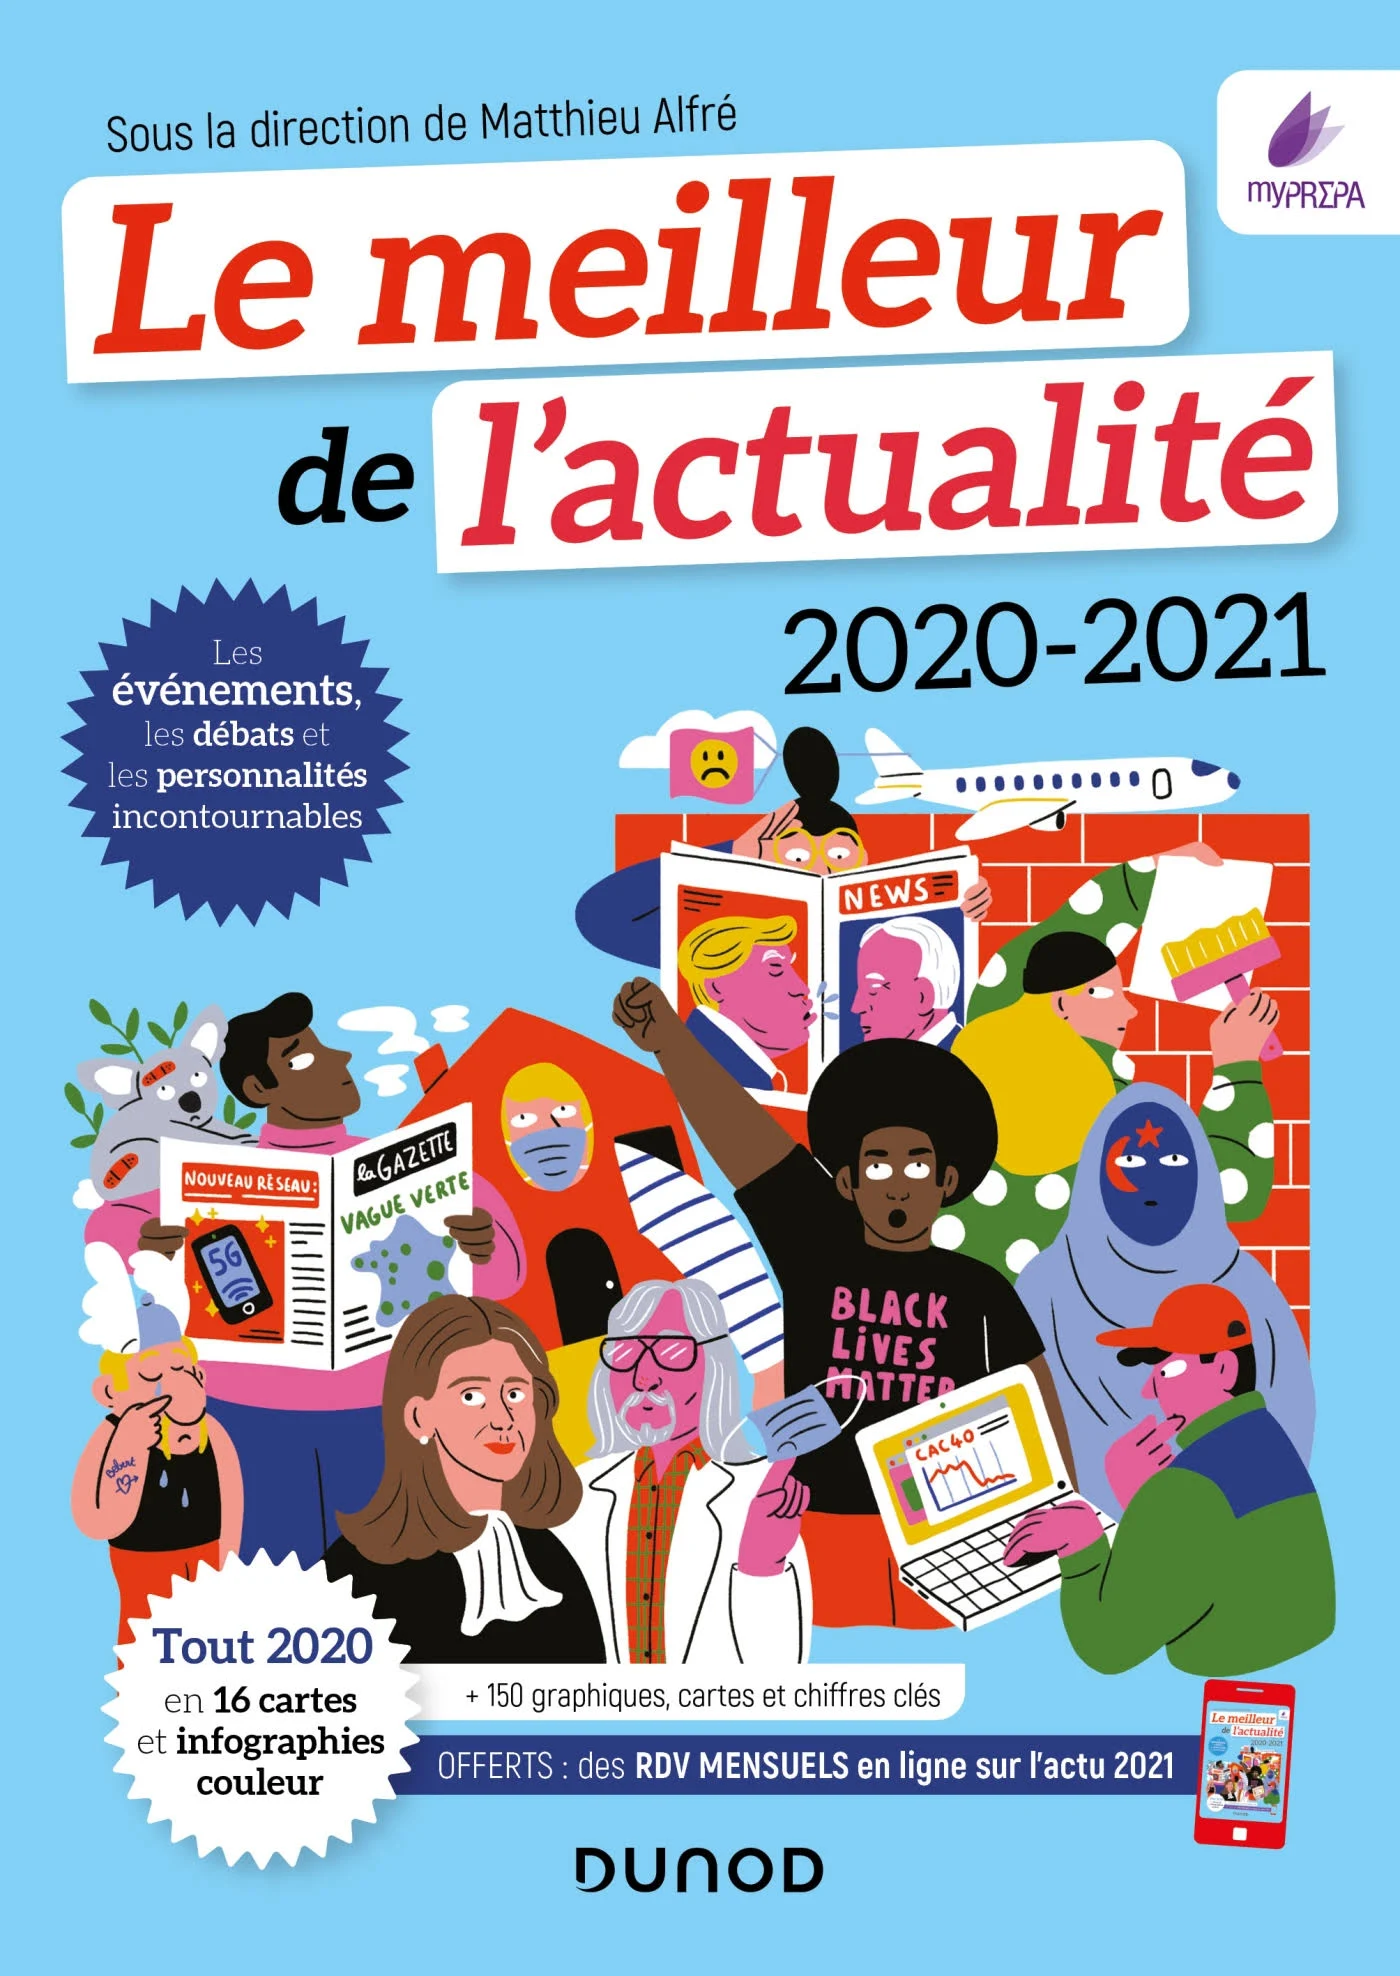 Sous la direction de Matthieu Alfré
myPRΣPA
Le meilleur
de l'actualité
2020-2021
Les
événements,
les débats et
les personnalités
incontournables
NEWS
la GAZETTE
NOUVEAU RÉSEAU :
VAGUE VERTE
5G
BLACK
LIVES
MATTER
CAC40
Tout 2020
en 16 cartes
et infographies
couleur
+ 150 graphiques, cartes et chiffres clés
OFFERTS : des RDV MENSUELS en ligne sur l'actu 2021
Le meilleur
de l'actualité
2020-2021
DUNOD